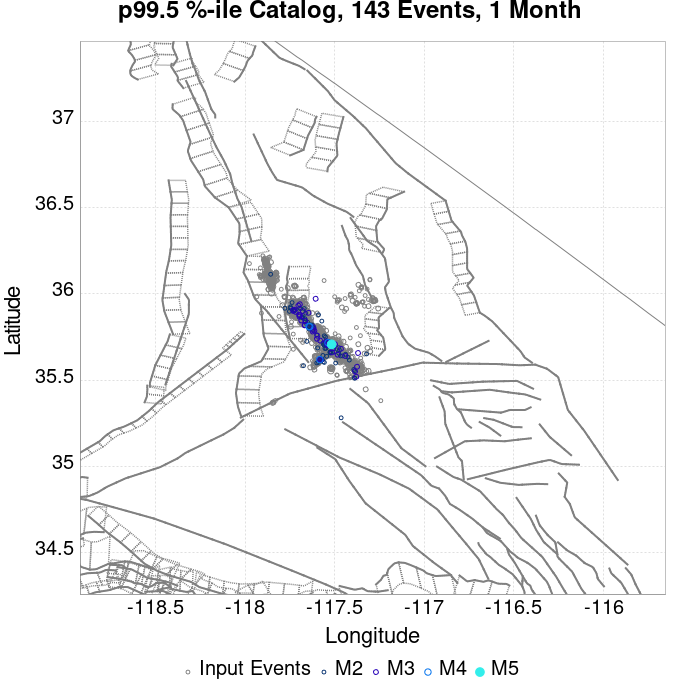 p99.5 %-ile Catalog, 143 Events, 1 Month
Latitude
37
36.5
36
35.5
35
34.5
-118.5 -118 -117.5 -117 -116.5 -116
Longitude
Input Events M2 M3 M4 M5